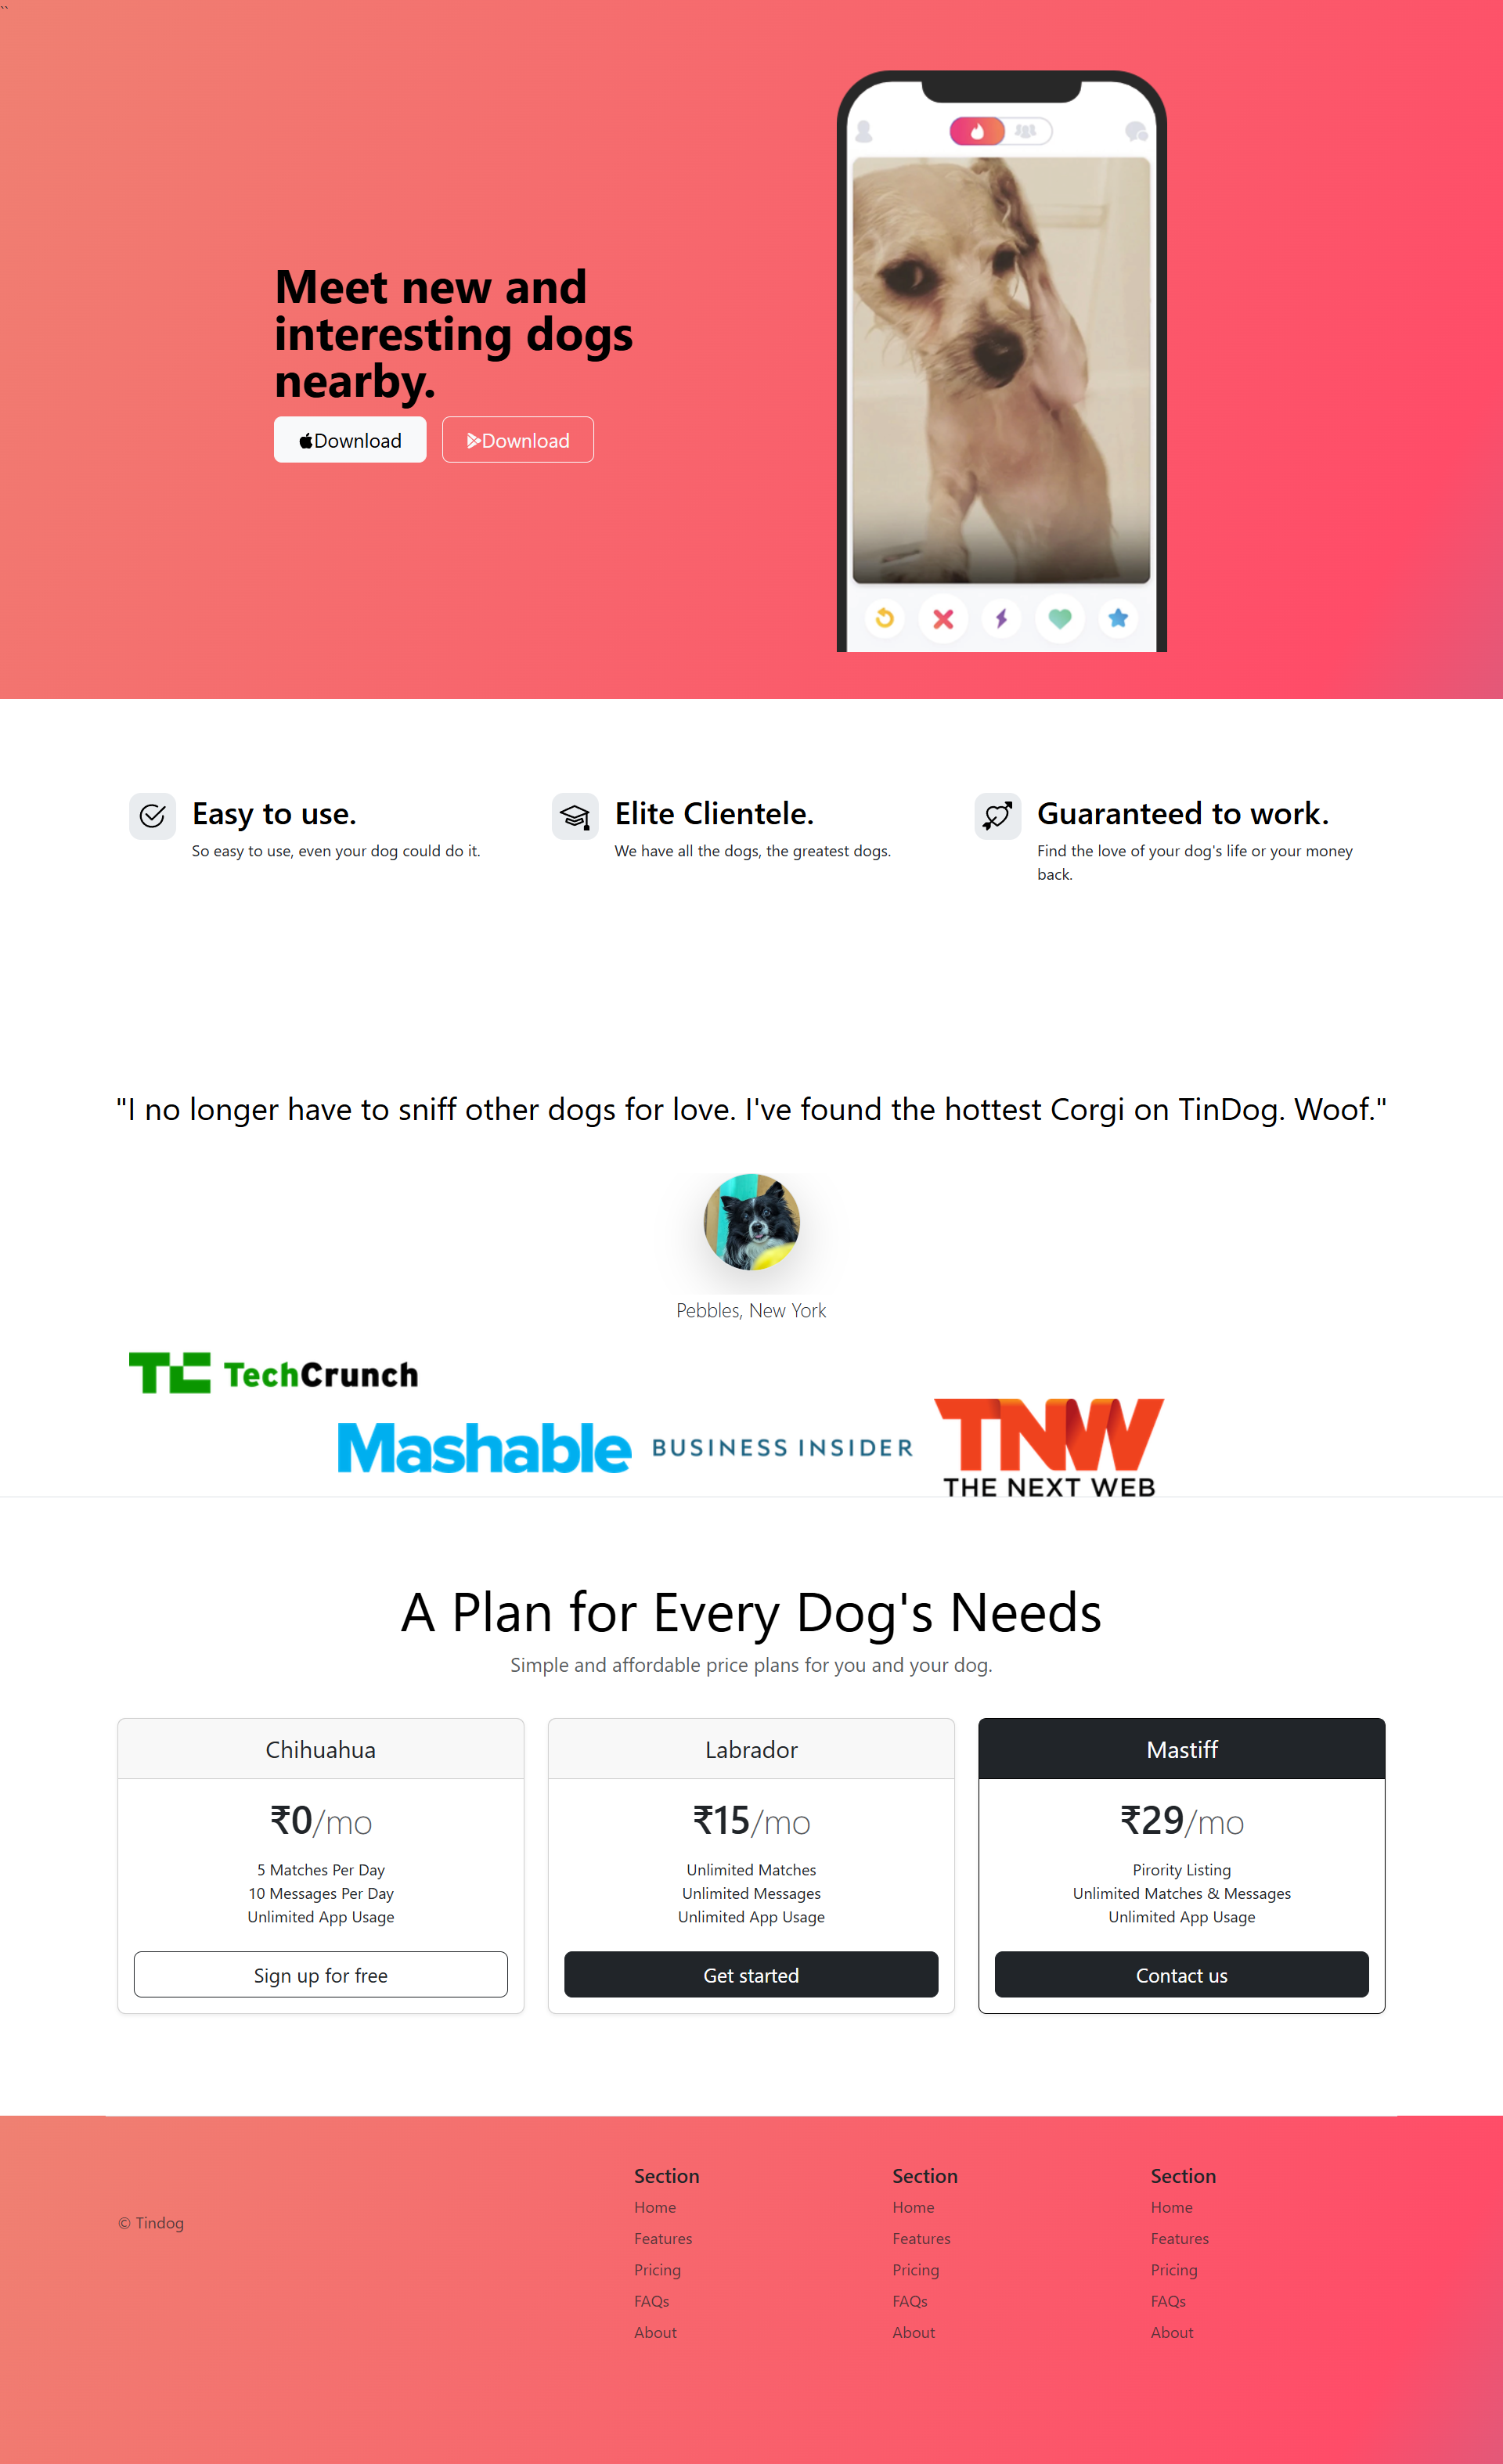 ``
Meet new and
interesting dogs
nearby.
Download
Download
Easy to use.
So easy to use, even your dog could do it.
Elite Clientele.
We have all the dogs, the greatest dogs.
Guaranteed to work.
Find the love of your dog's life or your money
back.
"I no longer have to sniff other dogs for love. I've found the hottest Corgi on TinDog. Woof."
Pebbles, New York
TC TechCrunch
Mashable
BUSINESS INSIDER
TNW
THE NEXT WEB
A Plan for Every Dog's Needs
Simple and affordable price plans for you and your dog.
Chihuahua
₹0/mo
5 Matches Per Day
10 Messages Per Day
Unlimited App Usage
Sign up for free
Labrador
₹15/mo
Unlimited Matches
Unlimited Messages
Unlimited App Usage
Get started
Mastiff
₹29/mo
Pirority Listing
Unlimited Matches & Messages
Unlimited App Usage
Contact us
© Tindog
Section
Home
Features
Pricing
FAQs
About
Section
Home
Features
Pricing
FAQs
About
Section
Home
Features
Pricing
FAQs
About